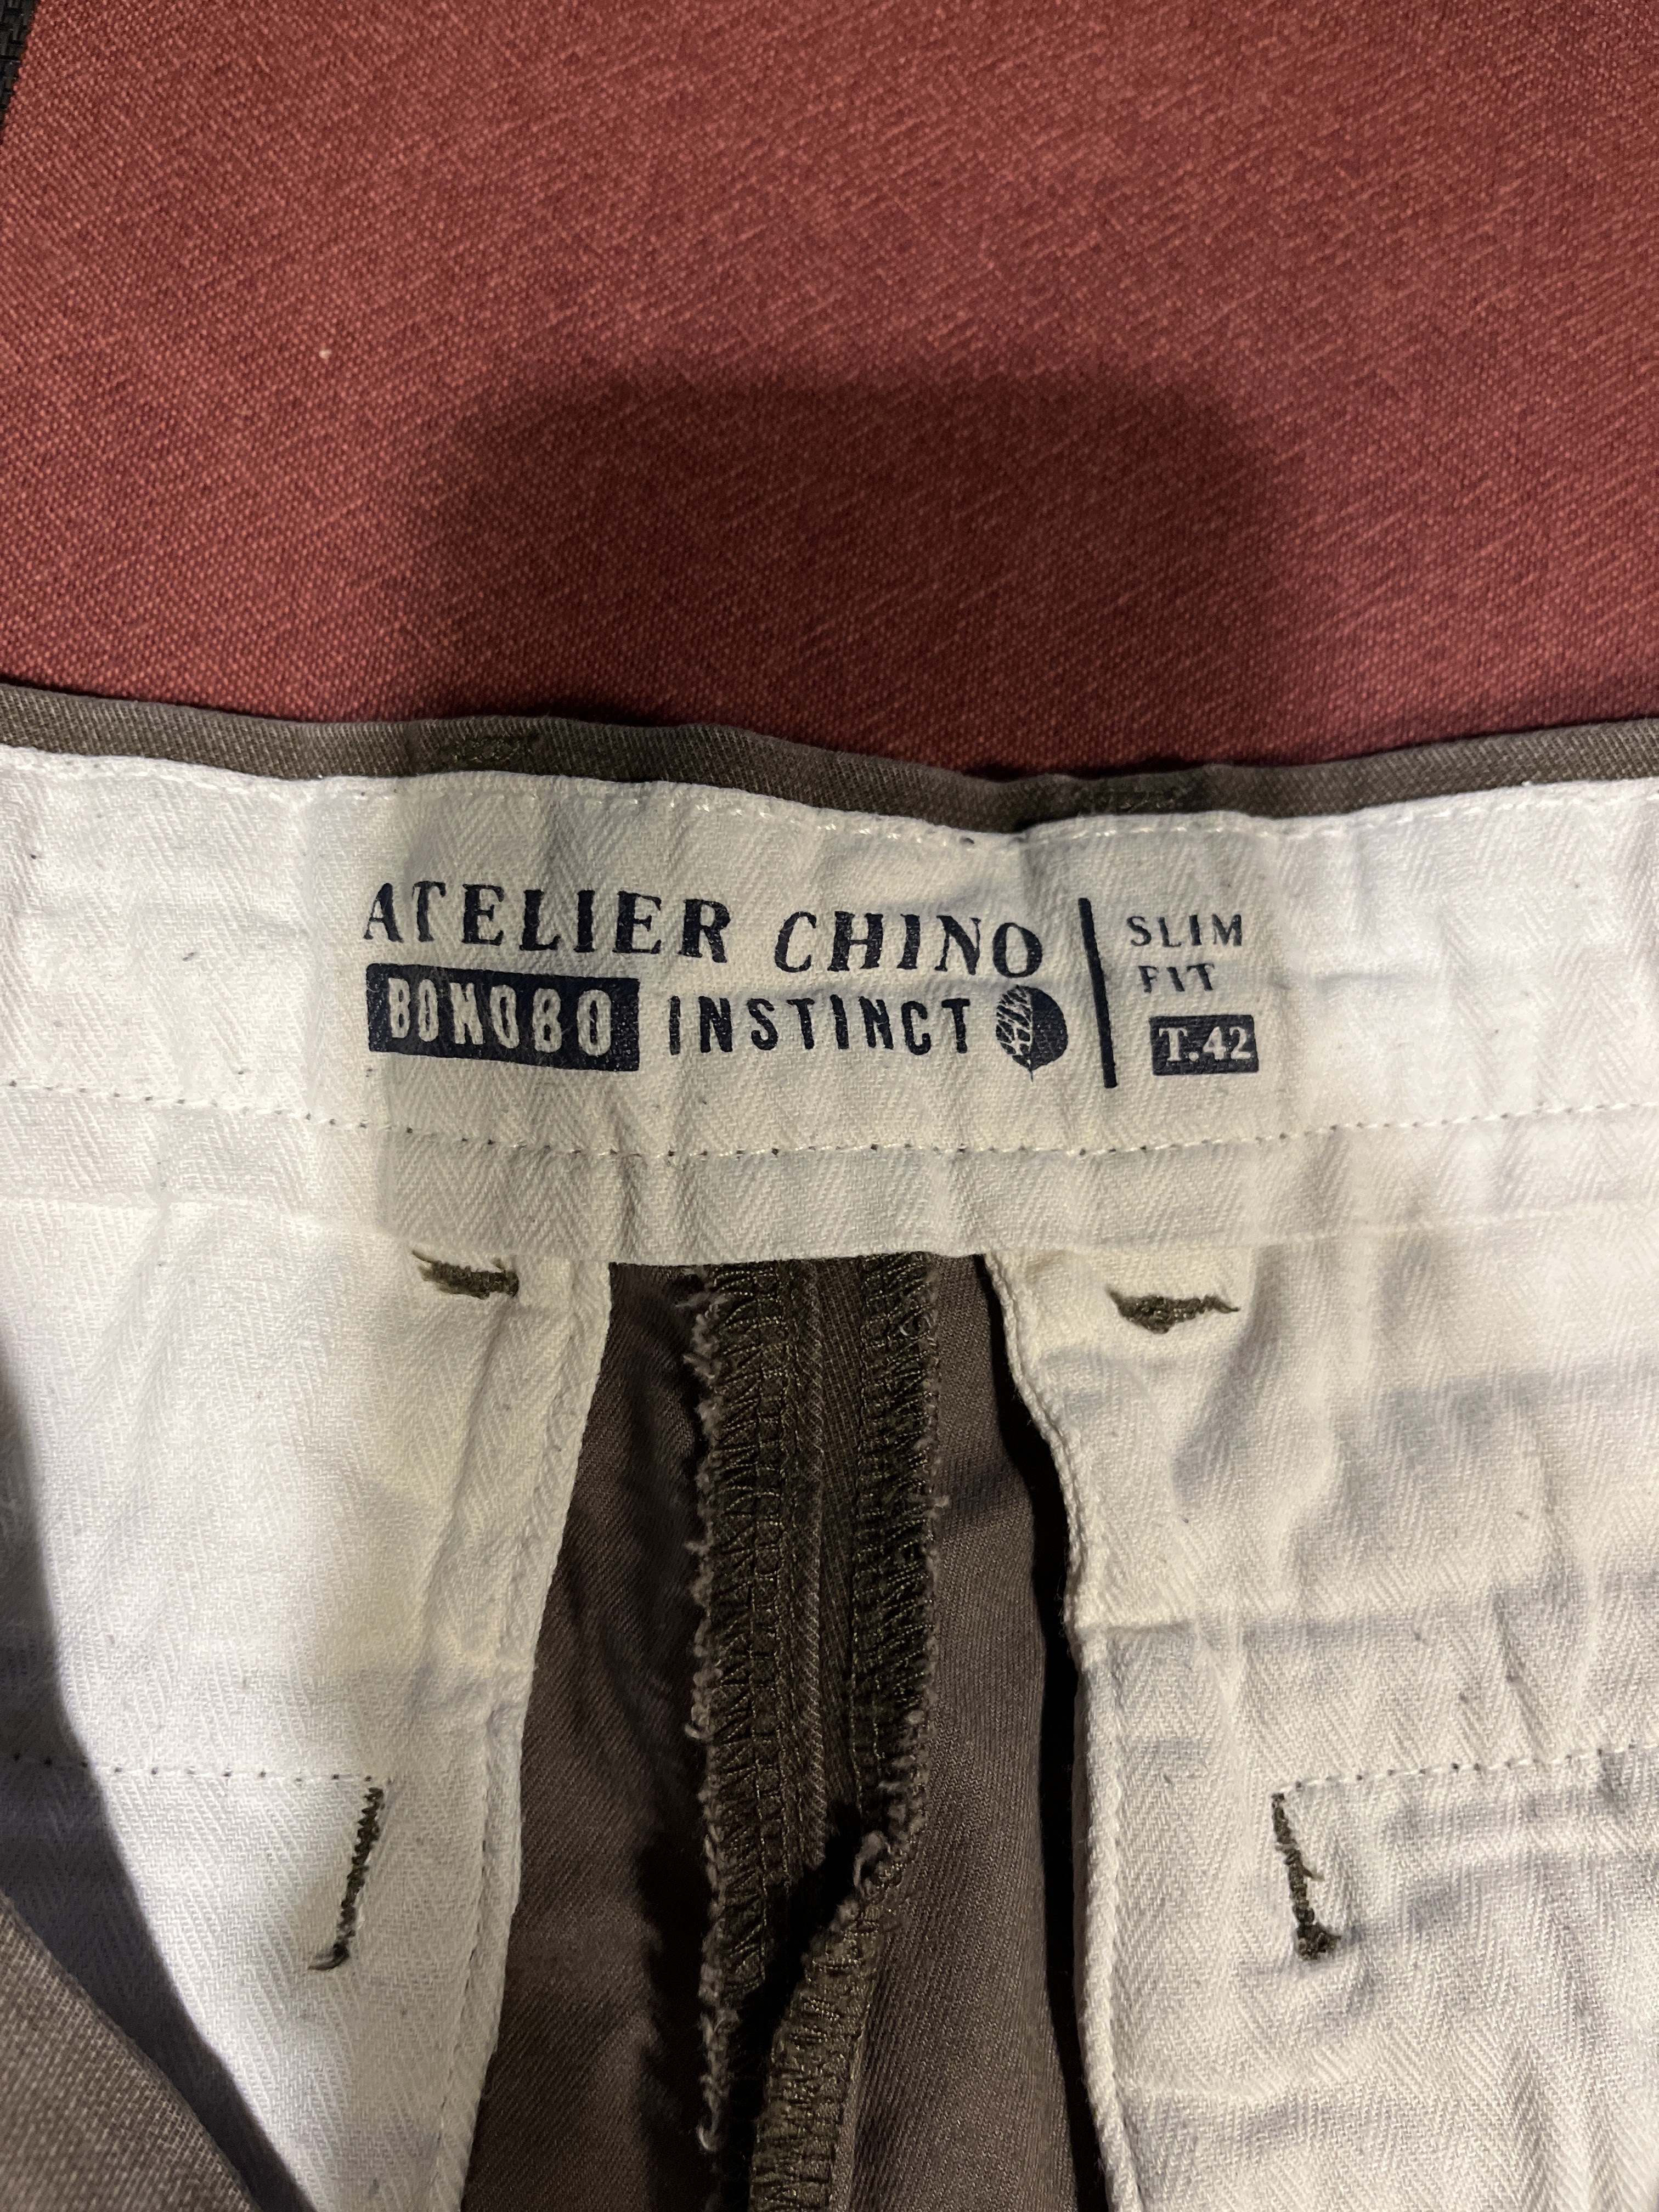 ATELIER CHINO
BONOBO INSTINCT
SLIM
FIT
T.42